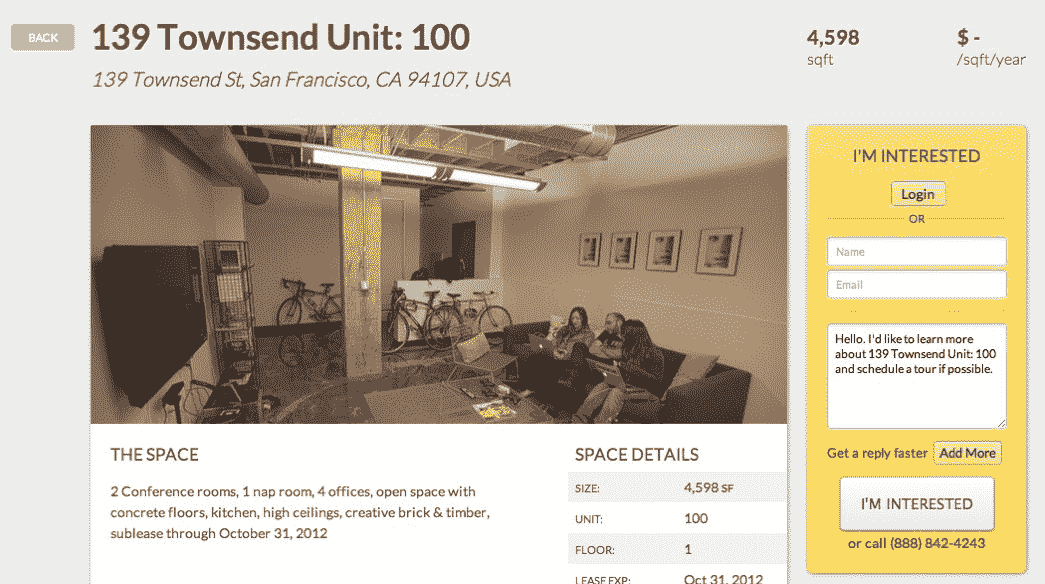 BACK
139 Townsend Unit: 100
139 Townsend St, San Francisco, CA 94107, USA
4,598
sqft
$ -
/sqft/year
THE SPACE
2 Conference rooms, 1 nap room, 4 offices, open space with
concrete floors, kitchen, high ceilings, creative brick & timber,
sublease through October 31, 2012
SPACE DETAILS
SIZE: 4,598 SF
UNIT: 100
FLOOR: 1
LEASE EXP: Oct 31, 2012
I'M INTERESTED
Login
OR
Name
Email
Hello. I'd like to learn more
about 139 Townsend Unit: 100
and schedule a tour if possible.
Get a reply faster Add More
I'M INTERESTED
or call (888) 842-4243